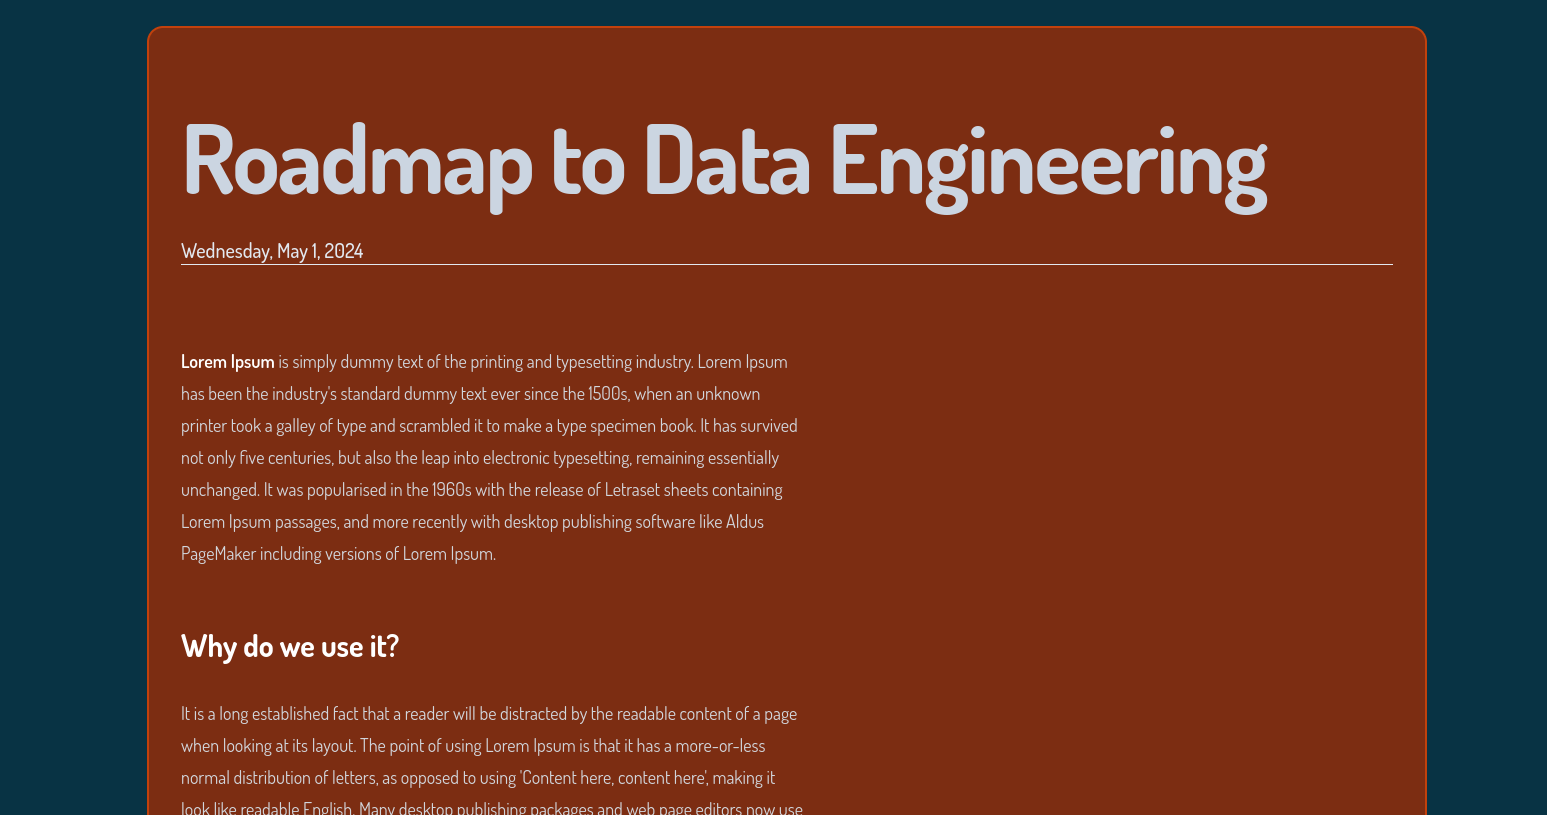 Roadmap to Data Engineering
Wednesday, May 1, 2024
Lorem Ipsum is simply dummy text of the printing and typesetting industry. Lorem Ipsum
has been the industry's standard dummy text ever since the 1500s, when an unknown
printer took a galley of type and scrambled it to make a type specimen book. It has survived
not only five centuries, but also the leap into electronic typesetting, remaining essentially
unchanged. It was popularised in the 1960s with the release of Letraset sheets containing
Lorem Ipsum passages, and more recently with desktop publishing software like Aldus
PageMaker including versions of Lorem Ipsum.
Why do we use it?
It is a long established fact that a reader will be distracted by the readable content of a page
when looking at its layout. The point of using Lorem Ipsum is that it has a more-or-less
normal distribution of letters, as opposed to using 'Content here, content here', making it
look like readable English. Many desktop publishing packages and web page editors now use